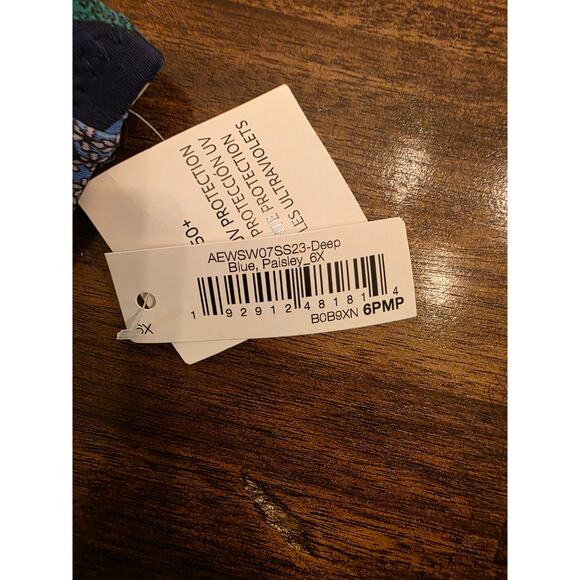 50+
UV PROTECTION
PROTECCIÓN UV
PROTECTION
LES ULTRAVIOLETS
AEWSW07SS23-Deep
Blue, Paisley_6X
1 92912 48181 4
B0B9XN 6PMP
6X